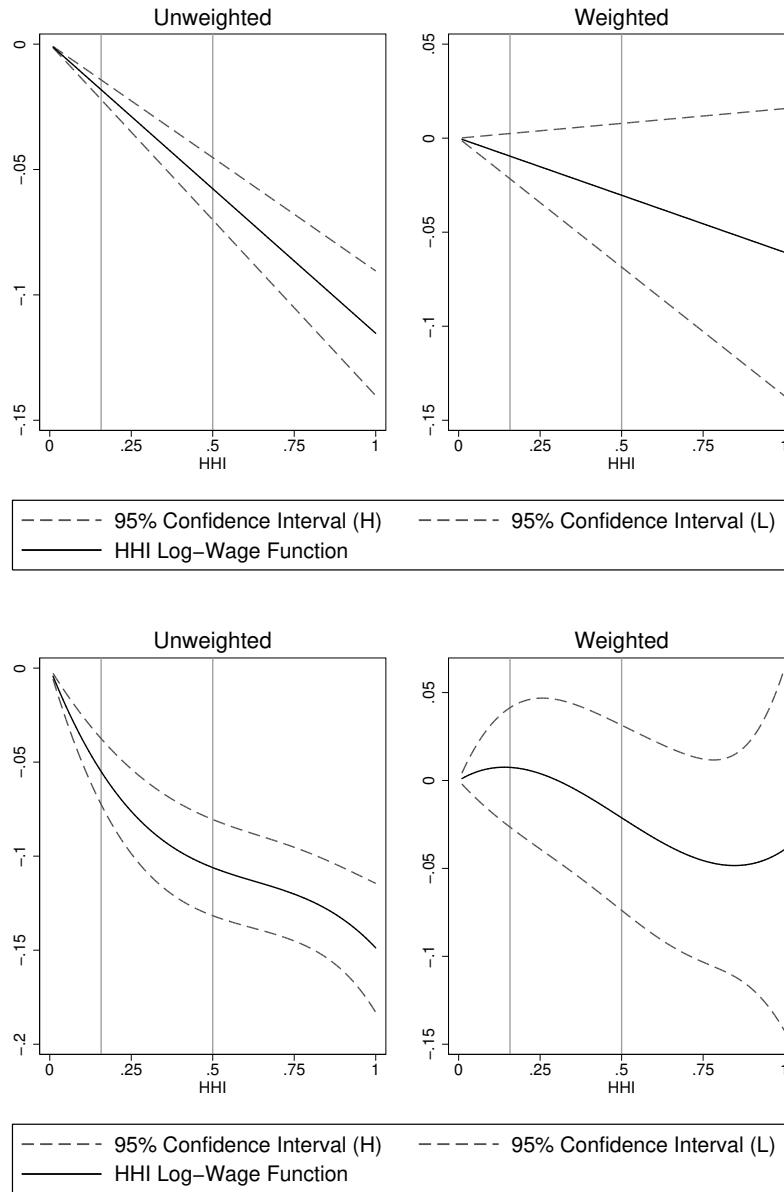 Unweighted
Weighted
0
−.05
−.1
−.15
0
.25
.5
.75
1
HHI
.05
0
−.05
−.1
−.15
0
.25
.5
.75
1
HHI
95% Confidence Interval (H)
95% Confidence Interval (L)
HHI Log−Wage Function
Unweighted
Weighted
0
−.05
−.1
−.15
−.2
0
.25
.5
.75
1
HHI
.05
0
−.05
−.1
−.15
0
.25
.5
.75
1
HHI
95% Confidence Interval (H)
95% Confidence Interval (L)
HHI Log−Wage Function